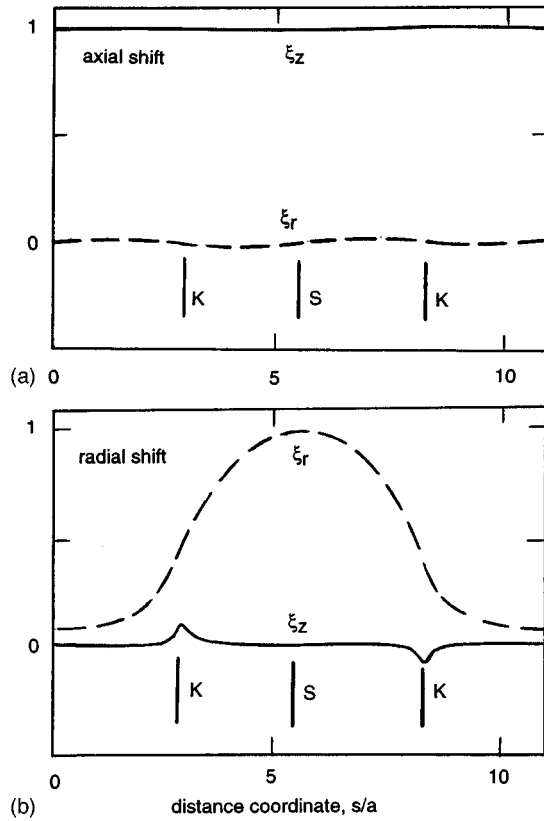 1
axial shift
ξz
ξr
0
K
S
K
(a)
0
5
10
1
radial shift
ξr
ξz
0
K
S
K
0
5
10
(b)
distance coordinate, s/a